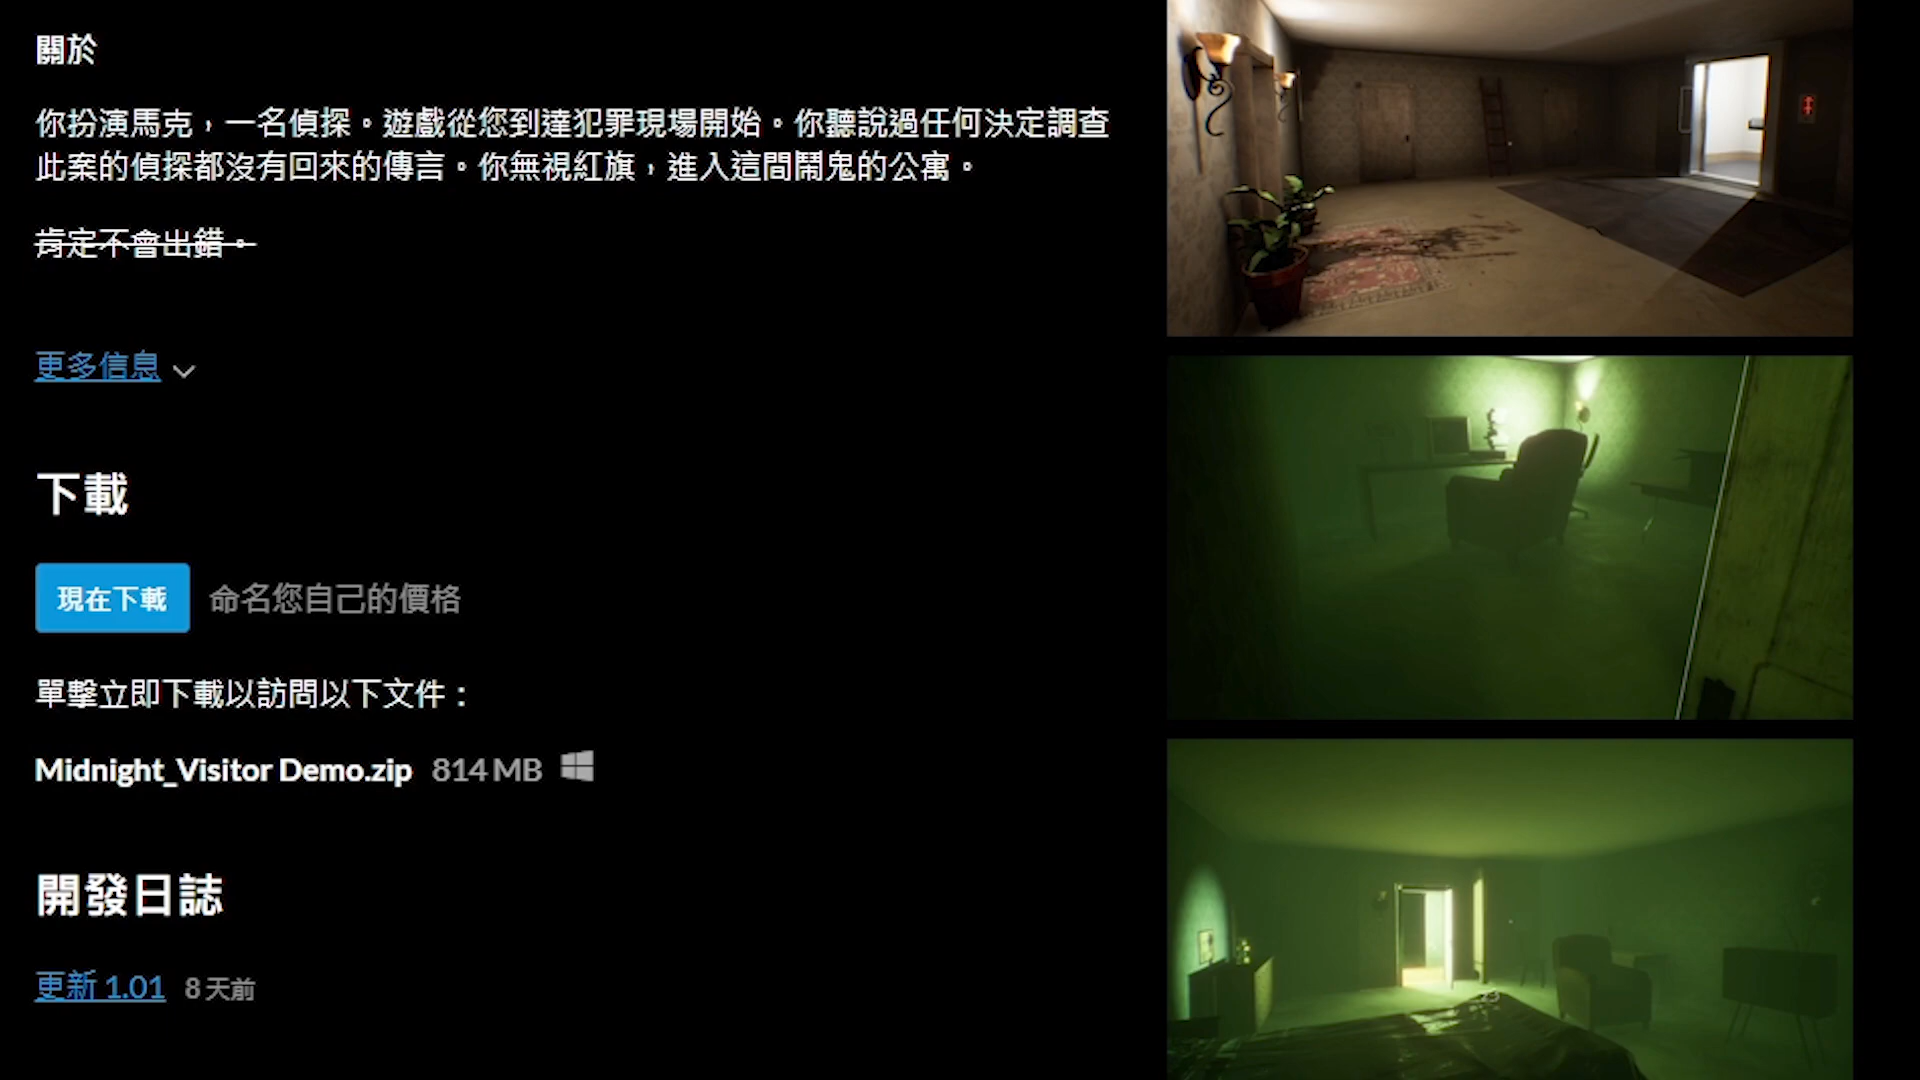 關於
你扮演馬克，一名偵探。遊戲從您到達犯罪現場開始。你聽說過任何決定調查
此案的偵探都沒有回來的傳言。你無視紅旗，進入這間鬧鬼的公寓。
肯定不會出錯。
更多信息
下載
現在下載 命名您自己的價格
單擊立即下載以訪問以下文件：
Midnight_Visitor Demo.zip 814 MB
開發日誌
更新 1.01 8 天前